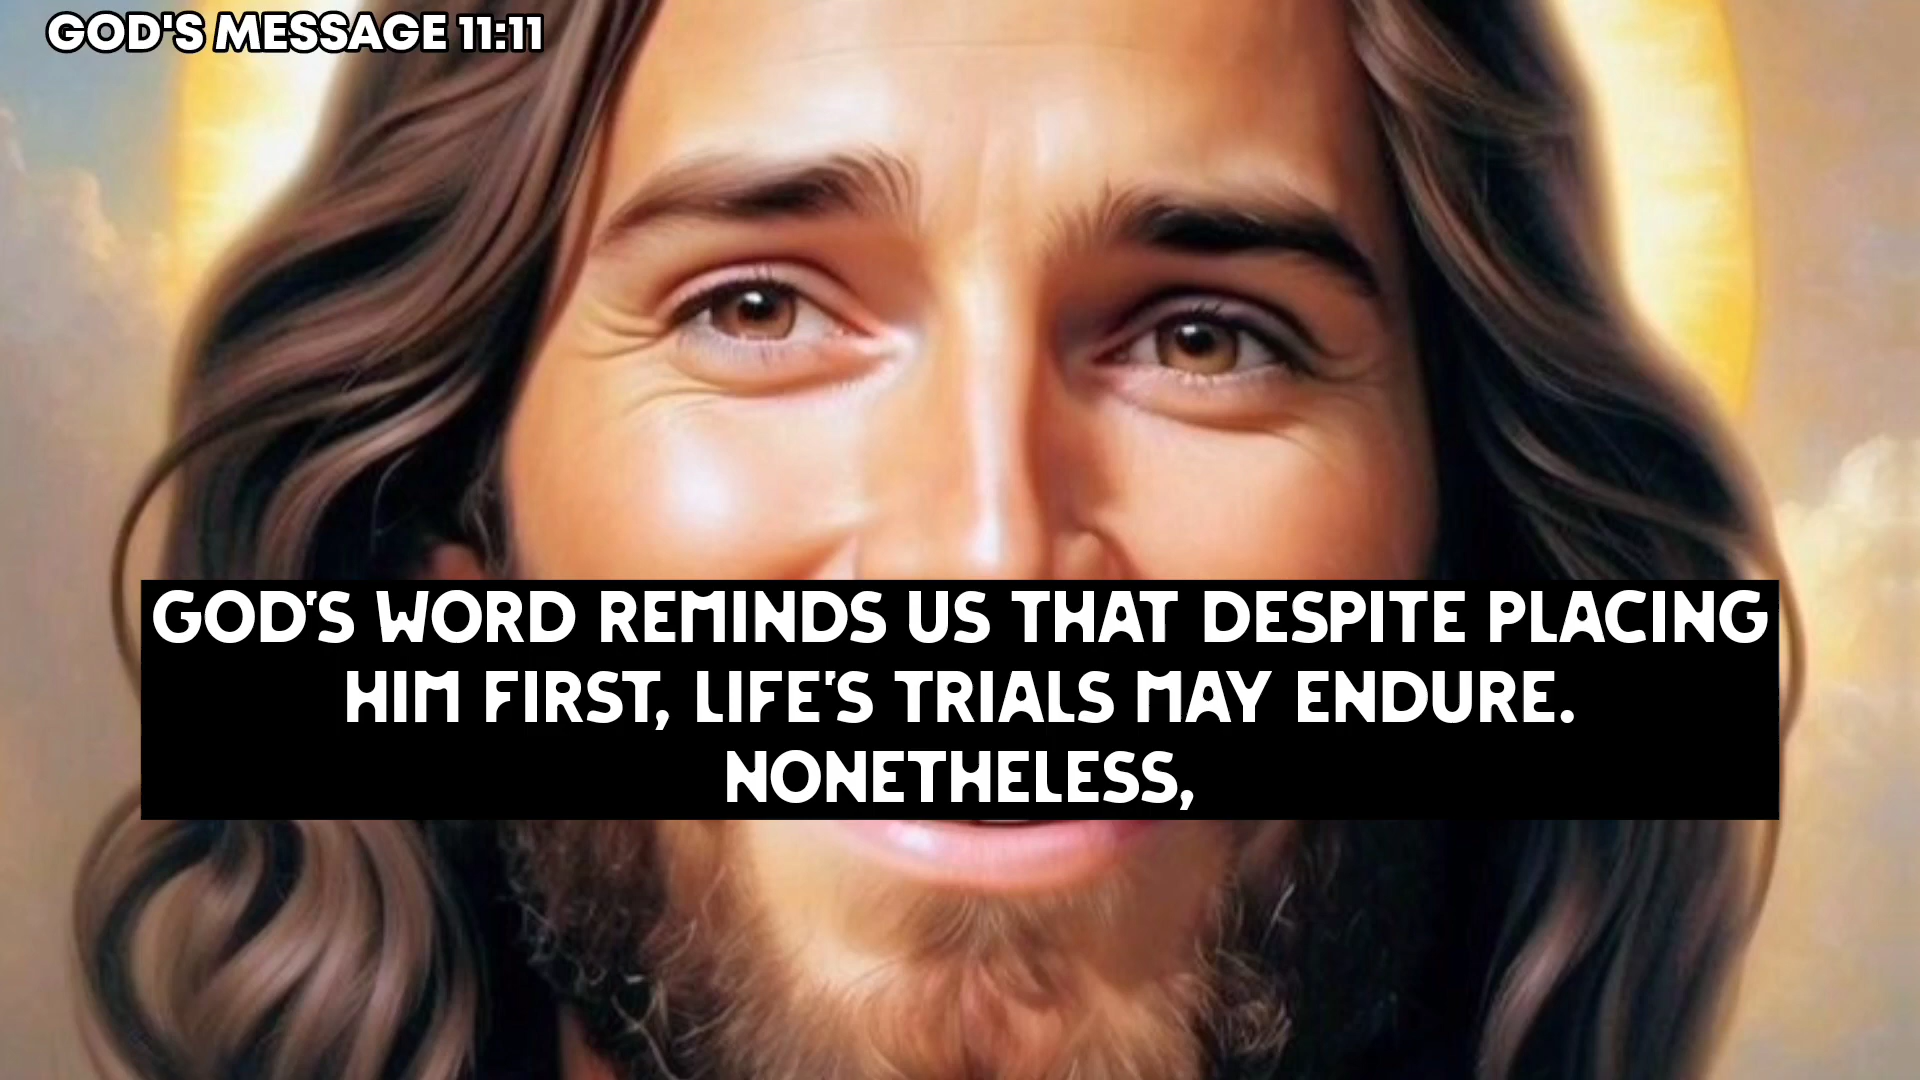 GOD'S MESSAGE 11:11
GOD'S WORD REMINDS US THAT DESPITE PLACING
HIM FIRST, LIFE'S TRIALS MAY ENDURE.
NONETHELESS,